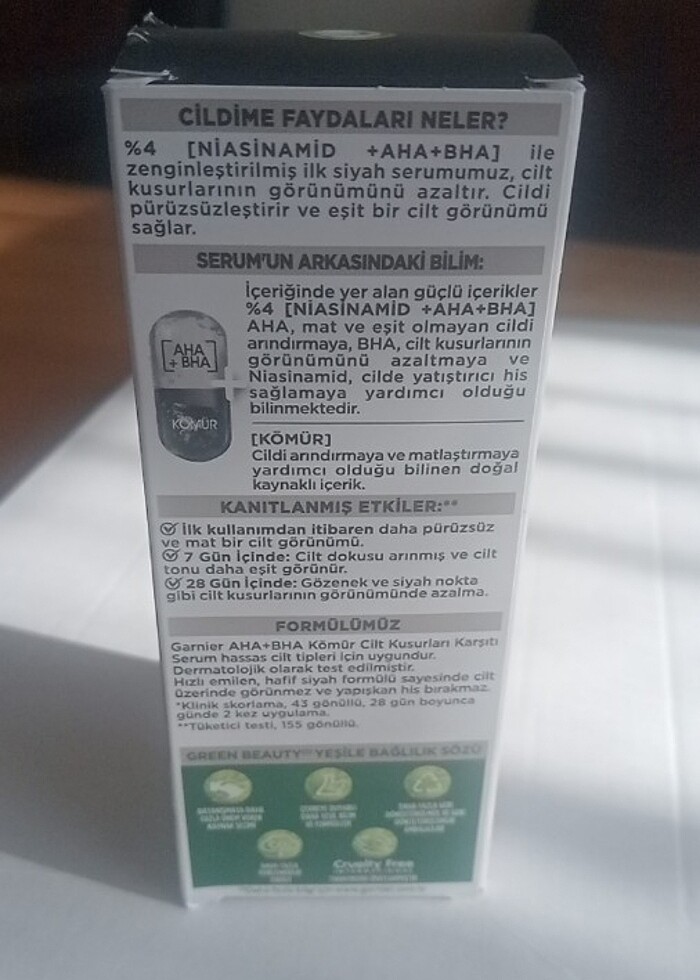 CİLDİME FAYDALARI NELER?
%4 [NİASİNAMİD +AHA+BHA] ile
zenginleştirilmiş ilk siyah serumumuz, cilt
kusurlarının görünümünü azaltır. Cildi
pürüzsüzleştirir ve eşit bir cilt görünümü
sağlar.
SERUM'UN ARKASINDAKİ BİLİM:
İçeriğinde yer alan güçlü içerikler
%4 [NİASİNAMİD +AHA+BHA]
AHA, mat ve eşit olmayan cildi
arındırmaya, BHA, cilt kusurlarının
görünümünü azaltmaya ve
Niasinamid, cilde yatıştırıcı his
sağlamaya yardımcı olduğu
bilinmektedir.
[AHA
+ BHA]
KÖMÜR
[KÖMÜR]
Cildi arındırmaya ve matlaştırmaya
yardımcı olduğu bilinen doğal
kaynaklı içerik.
KANITLANMIŞ ETKİLER:**
İlk kullanımdan itibaren daha pürüzsüz
ve mat bir cilt görünümü.
7 Gün İçinde: Cilt dokusu arınmış ve cilt
tonu daha eşit görünür.
28 Gün İçinde: Gözenek ve siyah nokta
gibi cilt kusurlarının görünümünde azalma.
FORMÜLÜMÜZ
Garnier AHA+BHA Kömür Cilt Kusurları Karşıtı
Serum hassas cilt tipleri için uygundur.
Dermatolojik olarak test edilmiştir.
Hızlı emilen, hafif siyah formülü sayesinde cilt
üzerinde görünmez ve yapışkan his bırakmaz.
*Klinik skorlama, 43 gönüllü, 28 gün boyunca
günde 2 kez uygulama.
**Tüketici testi, 155 gönüllü.
GREEN BEAUTY YEŞİLE BAĞLILIK SÖZÜ
Cruelty Free